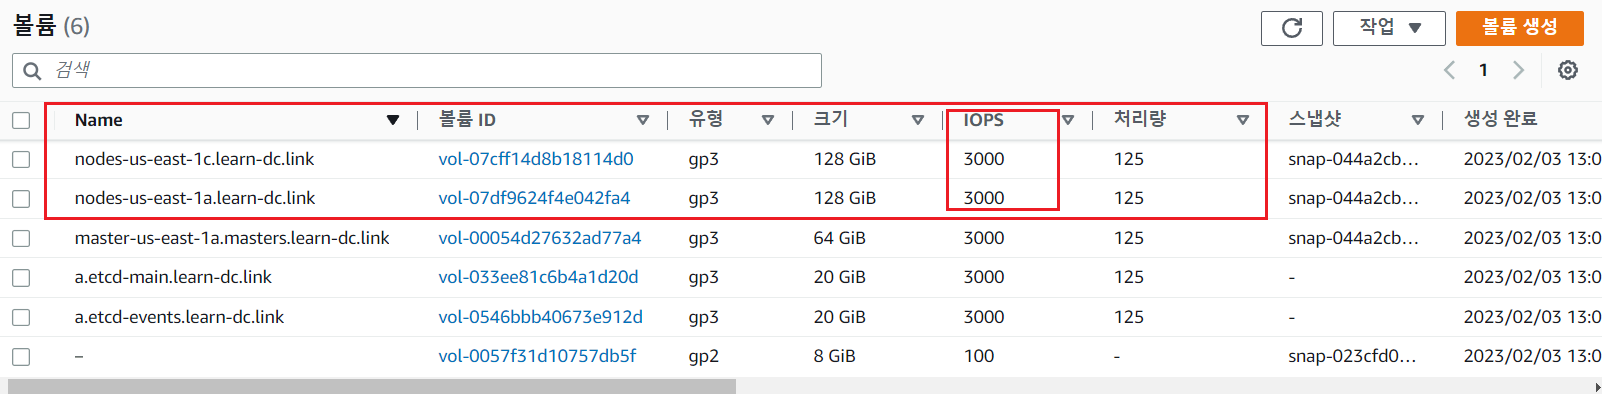 볼륨 (6)
작업
볼륨 생성
검색
1
Name 볼륨 ID 유형 크기 IOPS 처리량 스냅샷 생성 완료
nodes-us-east-1c.learn-dc.link vol-07cff14d8b18114d0 gp3 128 GiB 3000 125 snap-044a2cb… 2023/02/03 13:0
nodes-us-east-1a.learn-dc.link vol-07df9624f4e042fa4 gp3 128 GiB 3000 125 snap-044a2cb… 2023/02/03 13:0
master-us-east-1a.masters.learn-dc.link vol-00054d27632ad77a4 gp3 64 GiB 3000 125 snap-044a2cb… 2023/02/03 13:0
a.etcd-main.learn-dc.link vol-033ee81c6b4a1d20d gp3 20 GiB 3000 125 - 2023/02/03 13:0
a.etcd-events.learn-dc.link vol-0546bbb40673e912d gp3 20 GiB 3000 125 - 2023/02/03 13:0
– vol-0057f31d10757db5f gp2 8 GiB 100 - snap-023cfd0… 2023/02/03 13:0